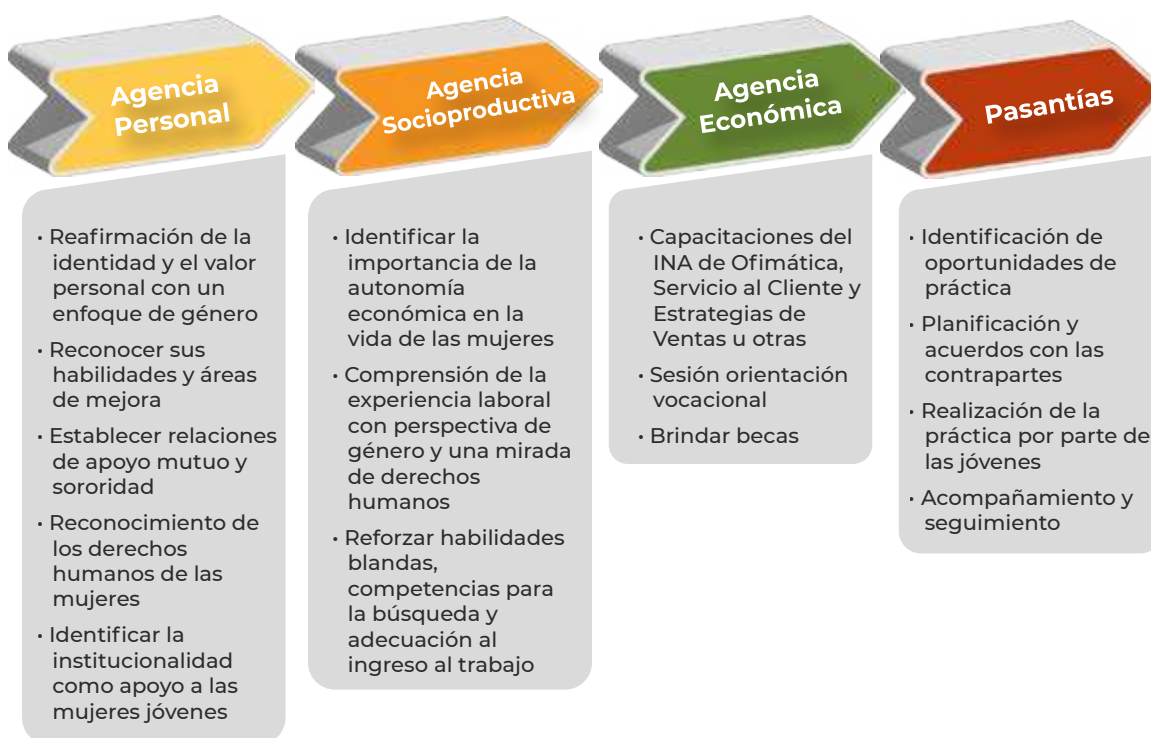 Agencia
Personal
· Reafirmación de la
identidad y el valor
personal con un
enfoque de género
· Reconocer sus
habilidades y áreas
de mejora
· Establecer relaciones
de apoyo mutuo y
sororidad
· Reconocimiento de
los derechos
humanos de las
mujeres
· Identificar la
institucionalidad
como apoyo a las
mujeres jóvenes
Agencia
Socioproductiva
· Identificar la
importancia de la
autonomía
económica en la
vida de las mujeres
· Comprensión de la
experiencia laboral
con perspectiva de
género y una mirada
de derechos
humanos
· Reforzar habilidades
blandas,
competencias para
la búsqueda y
adecuación al
ingreso al trabajo
Agencia
Económica
· Capacitaciones del
INA de Ofimática,
Servicio al Cliente y
Estrategias de
Ventas u otras
· Sesión orientación
vocacional
· Brindar becas
Pasantías
· Identificación de
oportunidades de
práctica
· Planificación y
acuerdos con las
contrapartes
· Realización de la
práctica por parte de
las jóvenes
· Acompañamiento y
seguimiento